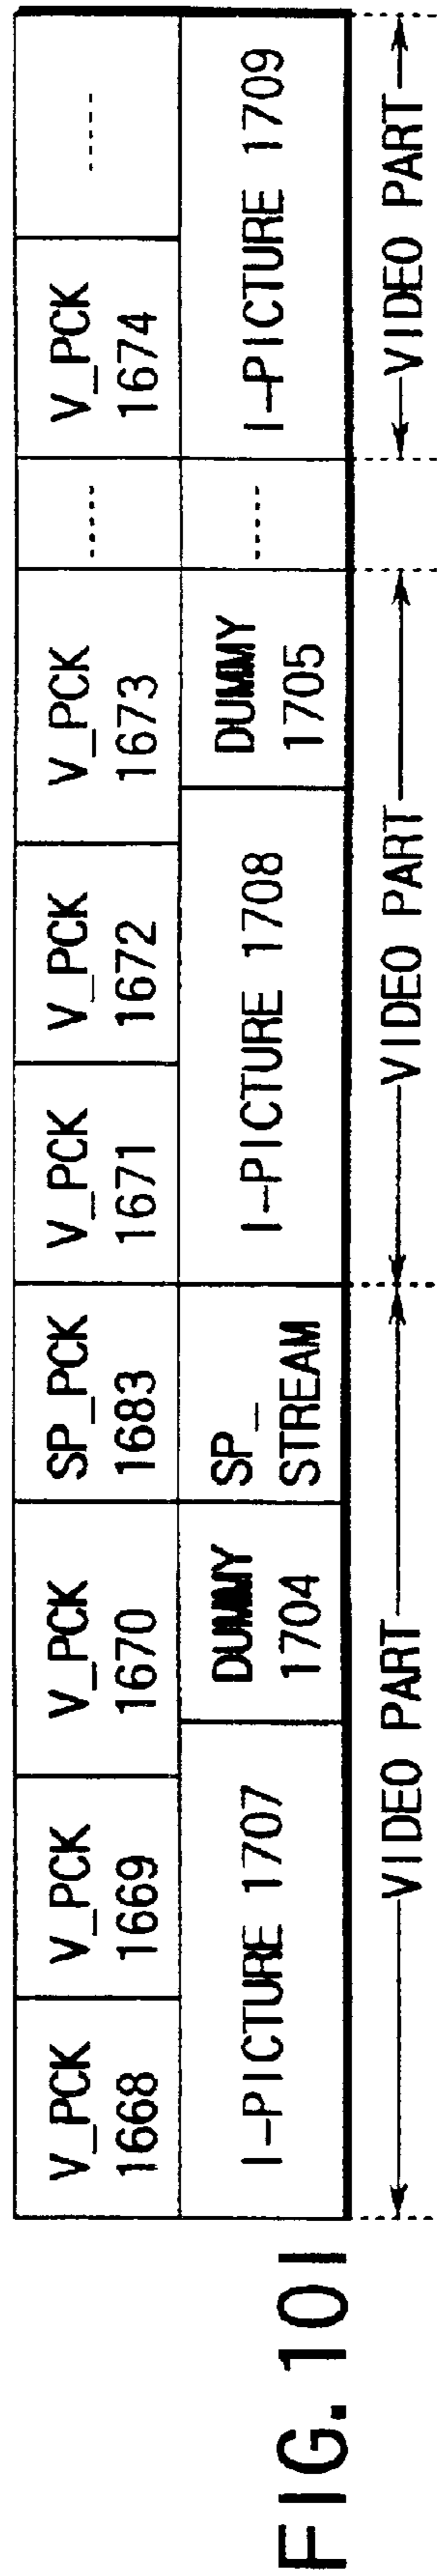 FIG. 10I
V_PCK
1668
V_PCK
1669
V_PCK
1670
SP_PCK
1683
V_PCK
1671
V_PCK
1672
V_PCK
1673
.....
V_PCK
1674
.....
I-PICTURE 1707
DUMMY
1704
SP_
STREAM
I-PICTURE 1708
DUMMY
1705
.....
I-PICTURE 1709
VIDEO PART
VIDEO PART
VIDEO PART